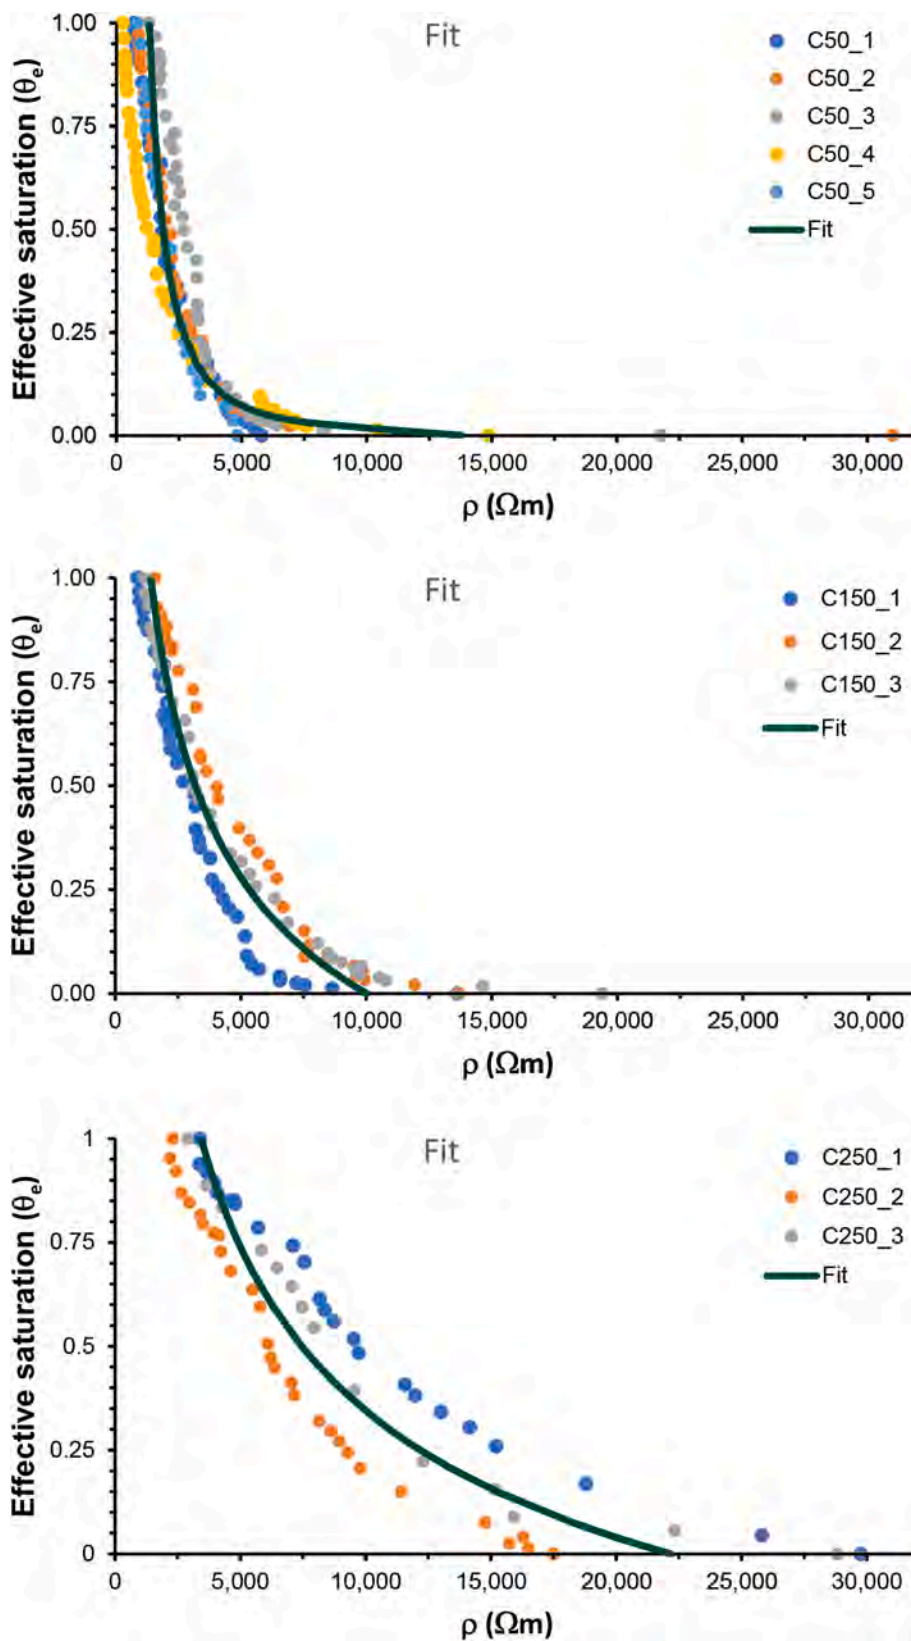 Fit
C50_1
C50_2
C50_3
C50_4
C50_5
Fit
Effective saturation (θe)
1.00
0.75
0.50
0.25
0.00
0 5,000 10,000 15,000 20,000 25,000 30,000
ρ (Ωm)
Fit
C150_1
C150_2
C150_3
Fit
Effective saturation (θe)
1.00
0.75
0.50
0.25
0.00
0 5,000 10,000 15,000 20,000 25,000 30,000
ρ (Ωm)
Fit
C250_1
C250_2
C250_3
Fit
Effective saturation (θe)
1
0.75
0.5
0.25
0
0 5,000 10,000 15,000 20,000 25,000 30,000
ρ (Ωm)